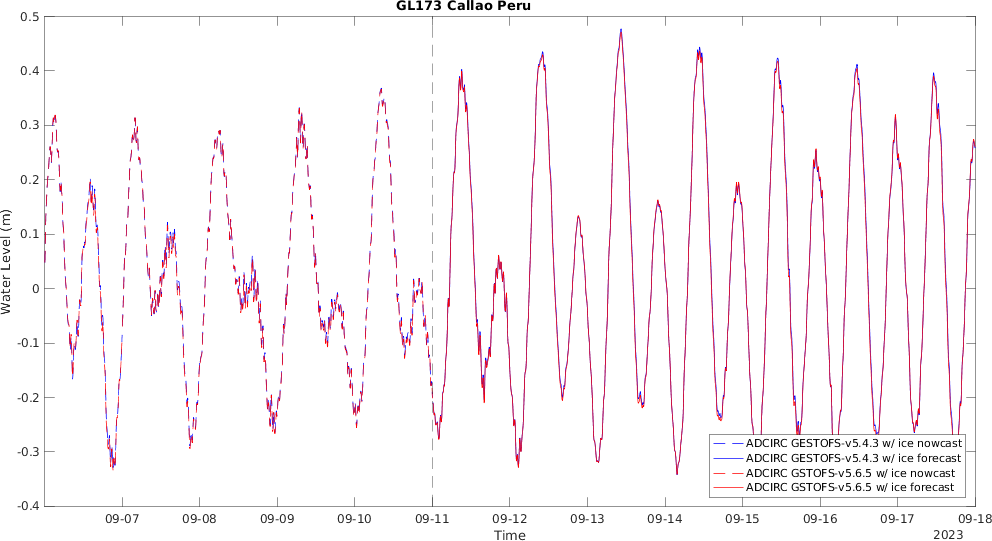 GL173 Callao Peru
0.5
0.4
0.3
0.2
0.1
0
-0.1
-0.2
-0.3
-0.4
Water Level (m)
ADCIRC GESTOFS-v5.4.3 w/ ice nowcast
ADCIRC GESTOFS-v5.4.3 w/ ice forecast
ADCIRC GSTOFS-v5.6.5 w/ ice nowcast
ADCIRC GSTOFS-v5.6.5 w/ ice forecast
09-07 09-08 09-09 09-10 09-11 09-12 09-13 09-14 09-15 09-16 09-17 09-18
Time
2023